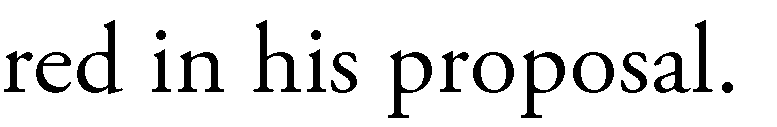 red in his proposal.